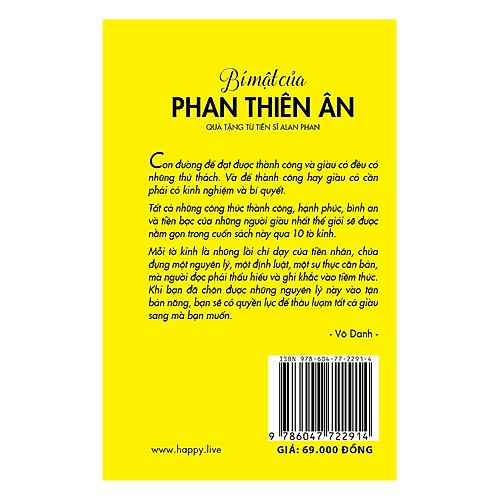 Bí mật của
PHAN THIÊN ÂN
QUÀ TẶNG TỪ TIẾN SĨ ALAN PHAN
Con đường để đạt được thành công và giàu có đều có
những thử thách. Và để thành công hay giàu có cần
phải có kinh nghiệm và bí quyết.
Tất cả những công thức thành công, hạnh phúc, bình an
và tiền bạc của những người giàu nhất thế giới sẽ được
nằm gọn trong cuốn sách này qua 10 tờ kinh.
Mỗi tờ kinh là những lời chỉ dạy của tiền nhân, chứa
đựng một nguyên lý, một định luật, một sự thực căn bản,
mà người đọc phải thấu hiểu và ghi khắc vào tiềm thức.
Khi bạn đã chôn được những nguyên lý này vào tận
bản năng, bạn sẽ có quyền lực để thâu lượm tất cả giàu
sang mà bạn muốn.
- Vô Danh -
ISBN 978-604-77-2291-4
9 786047 722914
www.happy.live
GIÁ: 69.000 ĐỒNG